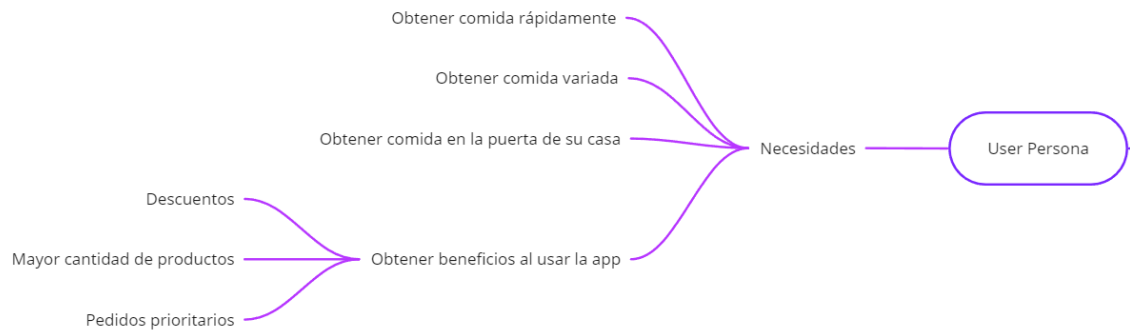 Obtener comida rápidamente
Obtener comida variada
Obtener comida en la puerta de su casa
Necesidades
User Persona
Descuentos
Mayor cantidad de productos
Obtener beneficios al usar la app
Pedidos prioritarios